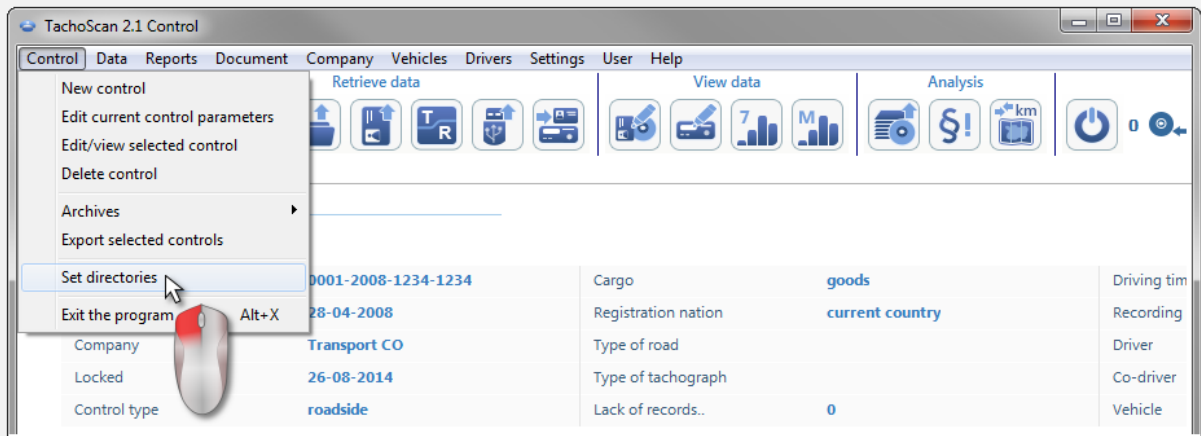 TachoScan 2.1 Control
Control Data Reports Document Company Vehicles Drivers Settings User Help
New control
Edit current control parameters
Edit/view selected control
Delete control
Archives
Export selected controls
Set directories
Exit the program Alt+X
Retrieve data View data Analysis
T R 7 M §! km 0
0001-2008-1234-1234 Cargo goods Driving tim
28-04-2008 Registration nation current country Recording
Company Transport CO Type of road Driver
Locked 26-08-2014 Type of tachograph Co-driver
Control type roadside Lack of records.. 0 Vehicle